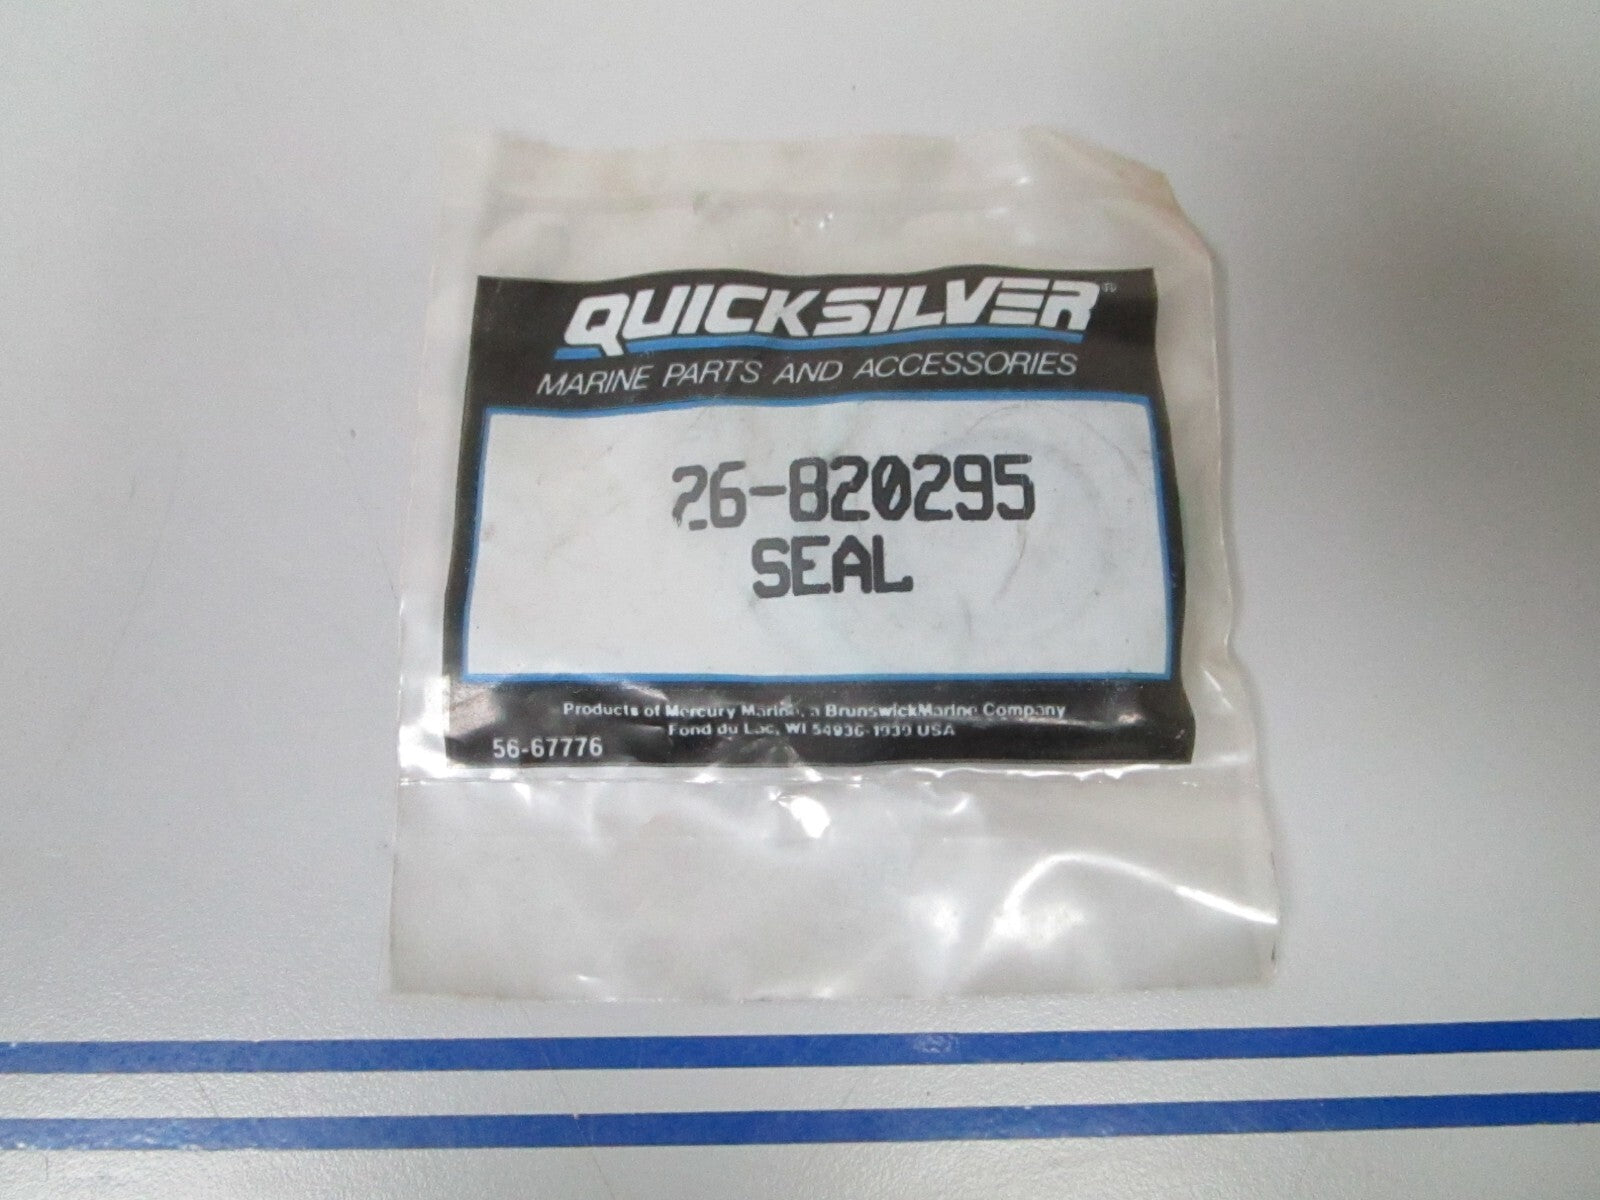 QUICKSILVER®
MARINE PARTS AND ACCESSORIES
26-820295
SEAL
Products of Mercury Marine, a Brunswick Marine Company
Fond du Lac, WI 54936-1939 USA
56-67776